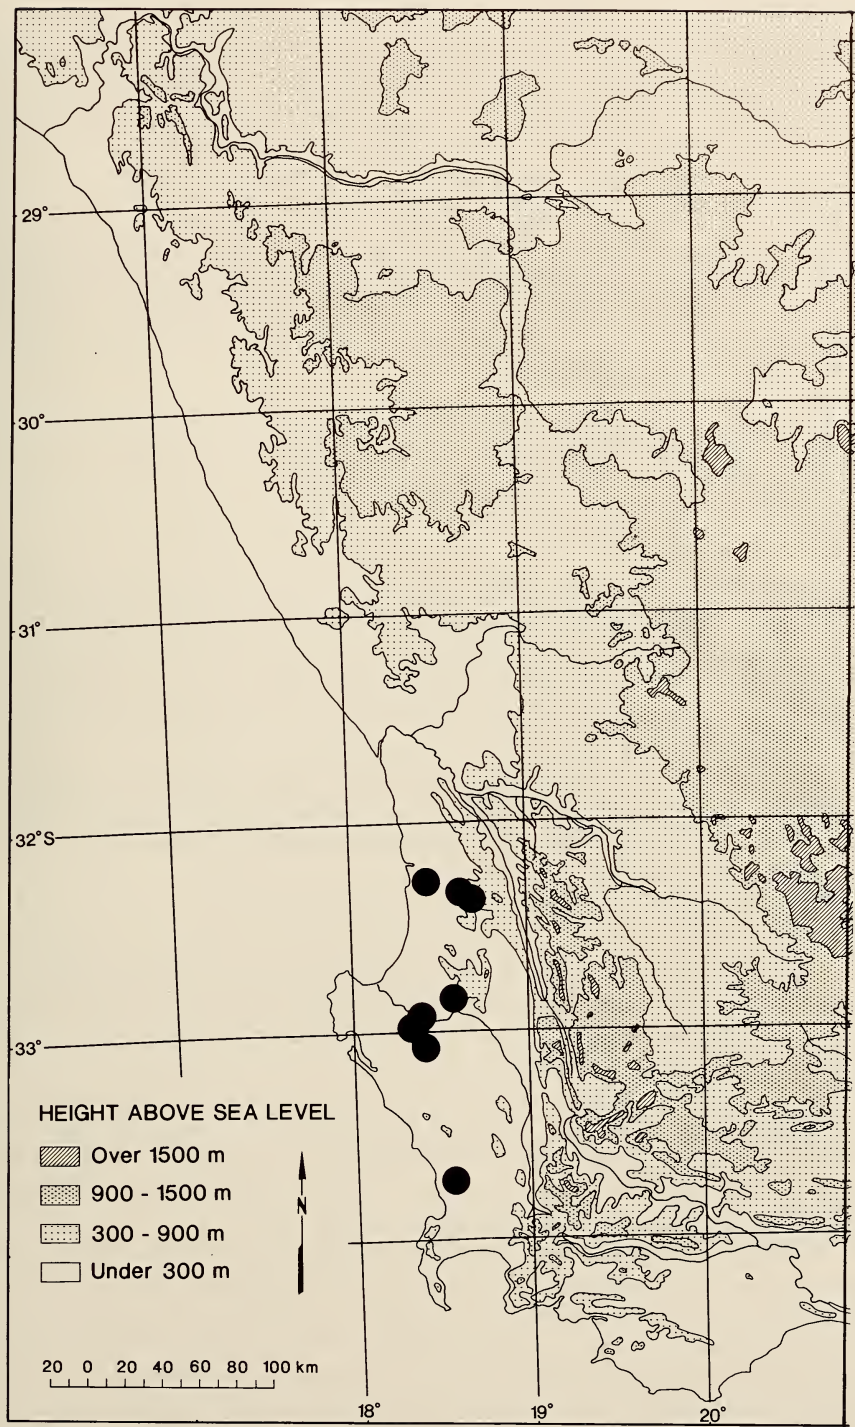 29°
30°
31°
32°S
33°
HEIGHT ABOVE SEA LEVEL
Over 1500 m
900 - 1500 m
300 - 900 m
Under 300 m
N
20 0 20 40 60 80 100 km
18° 19° 20°